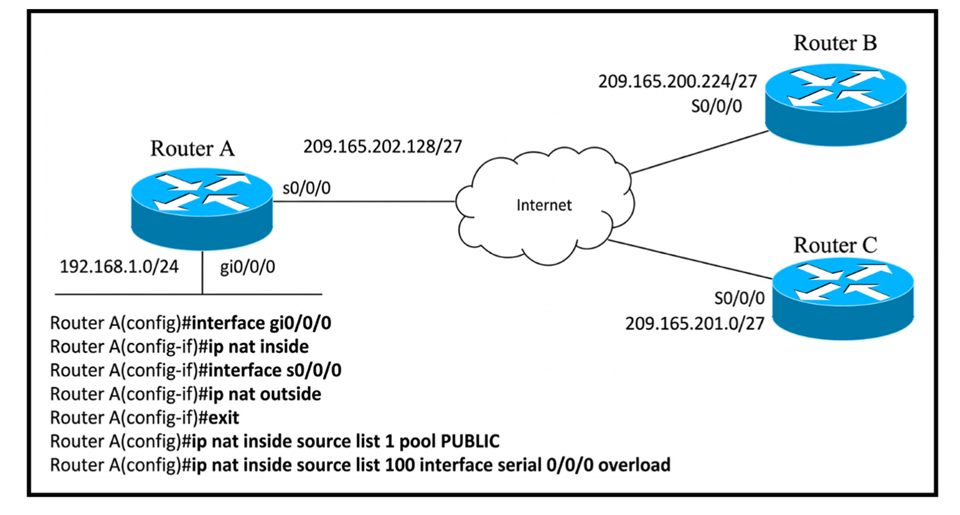 Router B
209.165.200.224/27
S0/0/0
Router A
209.165.202.128/27
s0/0/0
Internet
192.168.1.0/24
gi0/0/0
Router C
S0/0/0
209.165.201.0/27
Router A(config)#interface gi0/0/0
Router A(config-if)#ip nat inside
Router A(config-if)#interface s0/0/0
Router A(config-if)#ip nat outside
Router A(config-if)#exit
Router A(config)#ip nat inside source list 1 pool PUBLIC
Router A(config)#ip nat inside source list 100 interface serial 0/0/0 overload